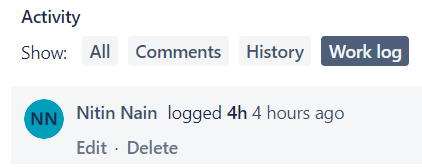 Activity
Show: All Comments History Work log
NN Nitin Nain logged 4h 4 hours ago
Edit · Delete